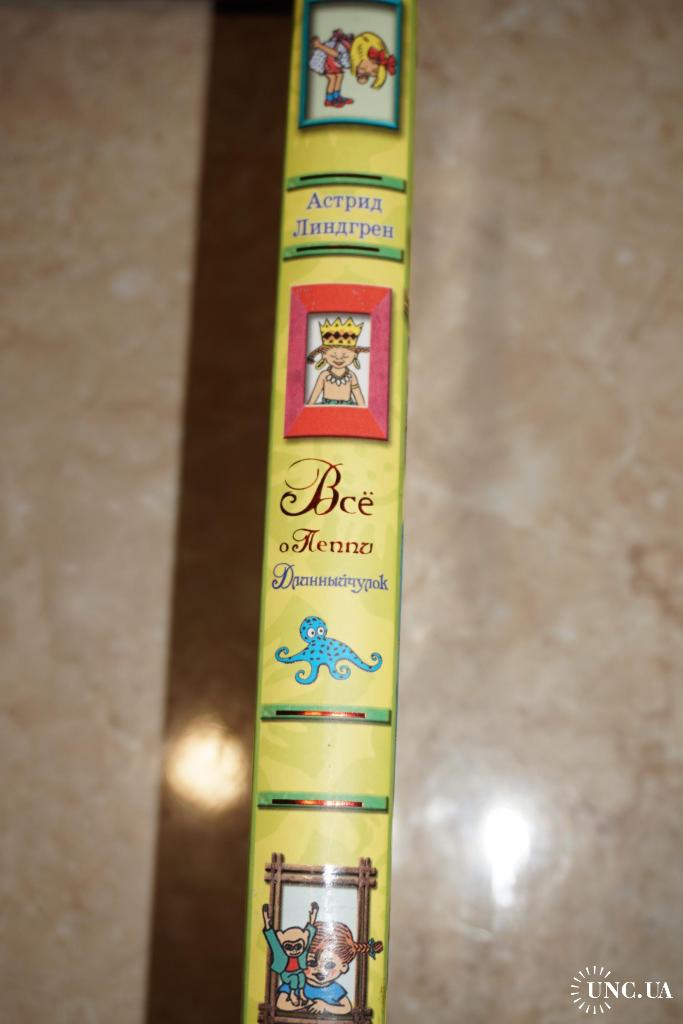 Астрид
Линдгрен
Всё
о Пеппи
Длинныйчулок
UNC.UA